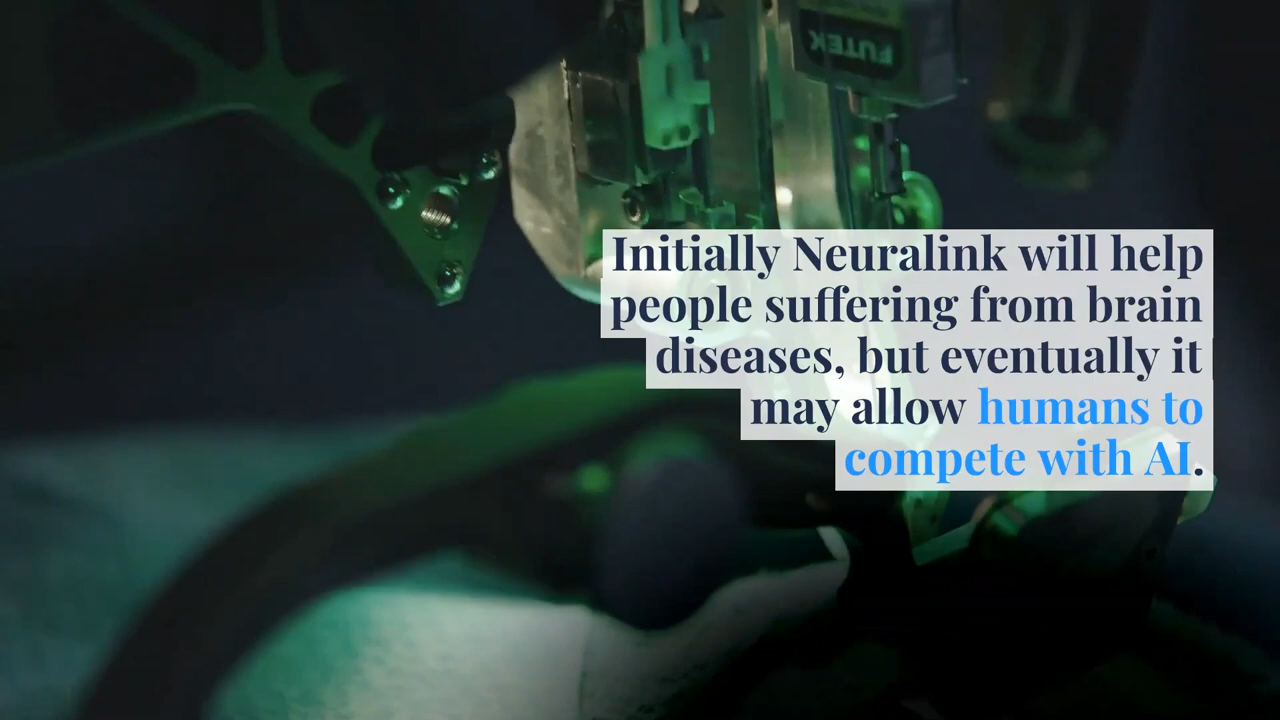 FUTEK
Initially Neuralink will help
people suffering from brain
diseases, but eventually it
may allow humans to
compete with AI.